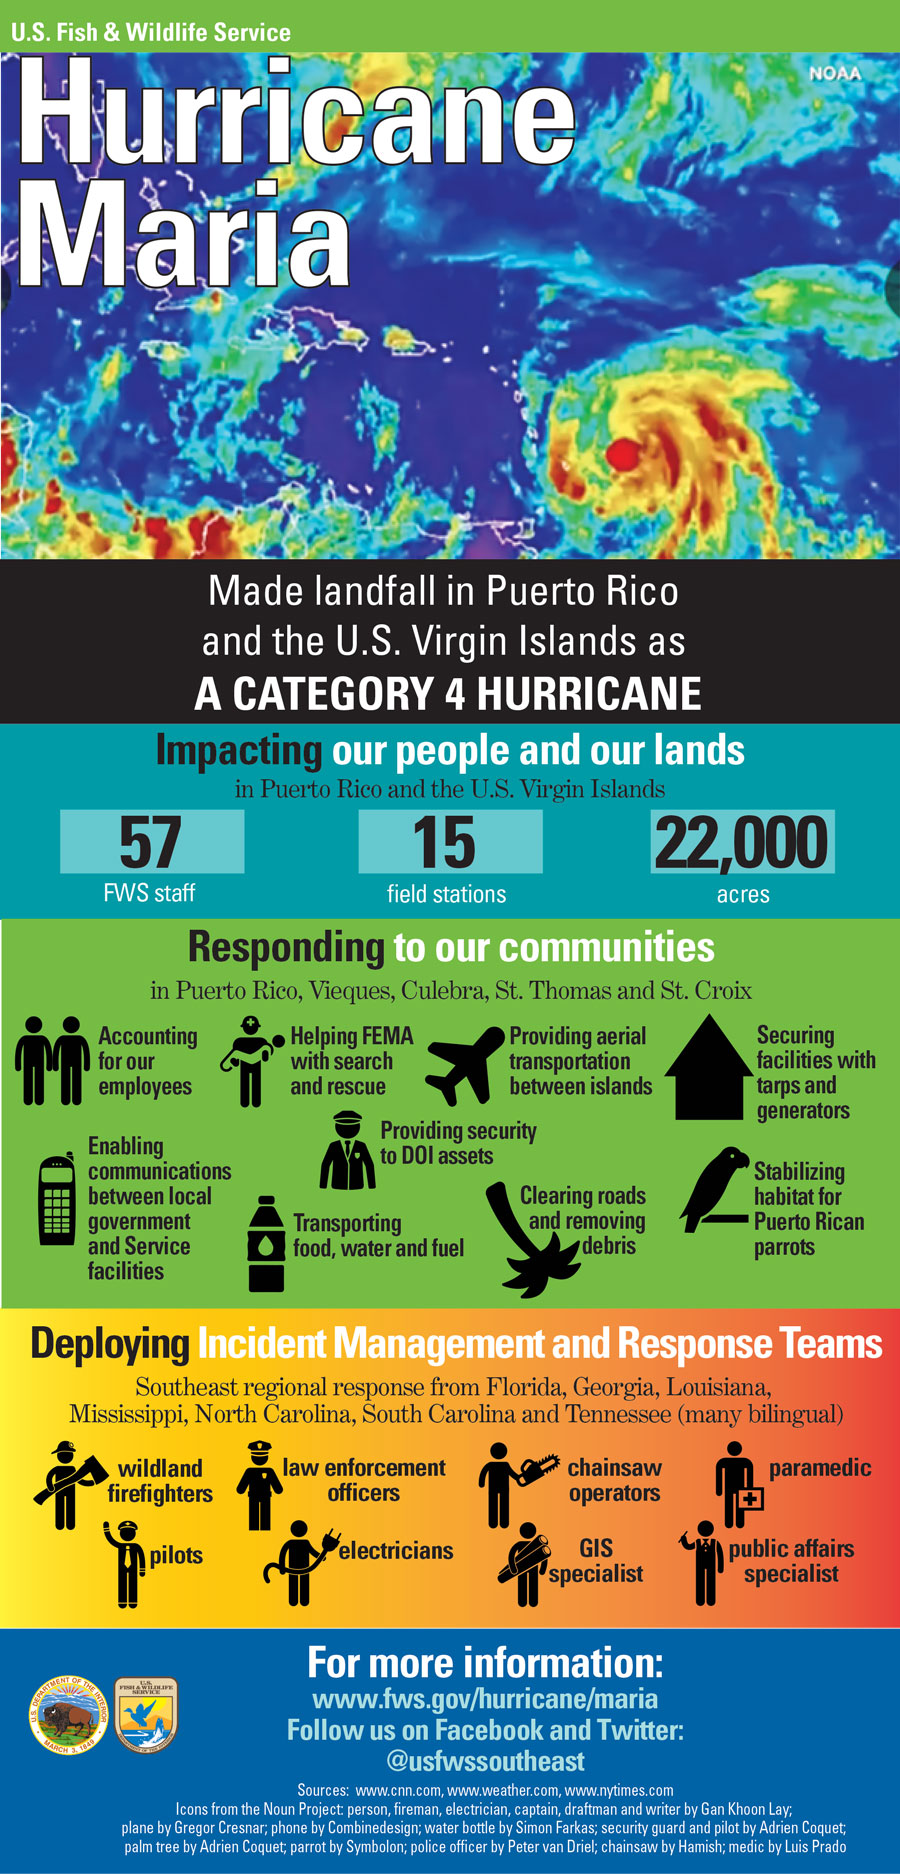 U.S. Fish & Wildlife Service
NOAA
Hurricane
Maria
Made landfall in Puerto Rico
and the U.S. Virgin Islands as
A CATEGORY 4 HURRICANE
Impacting our people and our lands
in Puerto Rico and the U.S. Virgin Islands
57
FWS staff
15
field stations
22,000
acres
Responding to our communities
in Puerto Rico, Vieques, Culebra, St. Thomas and St. Croix
Accounting
for our
employees
Helping FEMA
with search
and rescue
Providing aerial
transportation
between islands
Securing
facilities with
tarps and
generators
Enabling
communications
between local
government
and Service
facilities
Providing security
to DOI assets
Transporting
food, water and fuel
Clearing roads
and removing
debris
Stabilizing
habitat for
Puerto Rican
parrots
Deploying Incident Management and Response Teams
Southeast regional response from Florida, Georgia, Louisiana,
Mississippi, North Carolina, South Carolina and Tennessee (many bilingual)
wildland
firefighters
law enforcement
officers
chainsaw
operators
paramedic
pilots
electricians
GIS
specialist
public affairs
specialist
For more information:
www.fws.gov/hurricane/maria
Follow us on Facebook and Twitter:
@usfwssoutheast
U.S. DEPARTMENT OF THE INTERIOR
MARCH 3, 1849
U.S.
FISH & WILDLIFE
SERVICE
Sources: www.cnn.com, www.weather.com, www.nytimes.com
Icons from the Noun Project: person, fireman, electrician, captain, draftman and writer by Gan Khoon Lay;
plane by Gregor Cresnar; phone by Combinedesign; water bottle by Simon Farkas; security guard and pilot by Adrien Coquet;
palm tree by Adrien Coquet; parrot by Symbolon; police officer by Peter van Driel; chainsaw by Hamish; medic by Luis Prado